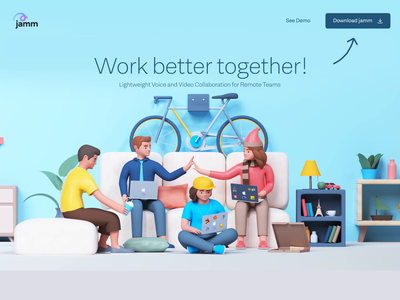 jamm
See Demo
Download jamm
Work better together!
Lightweight Voice and Video Collaboration for Remote Teams